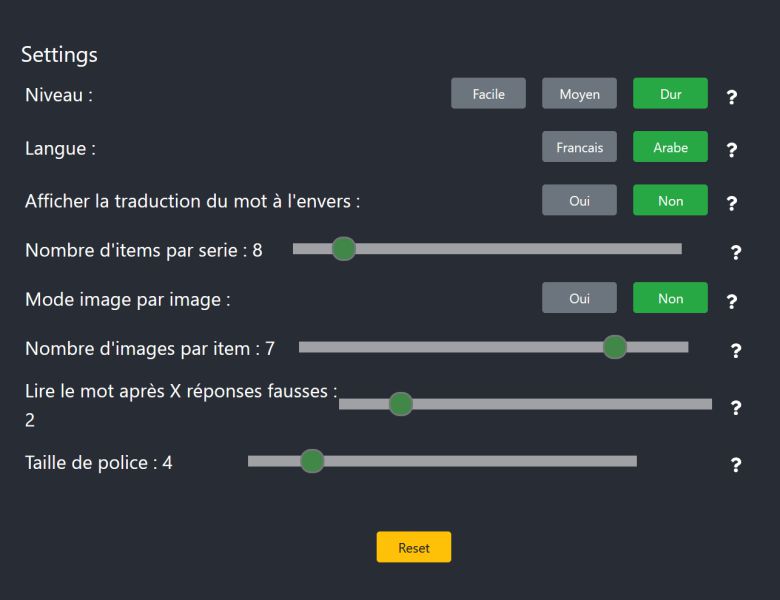 Settings
Niveau : Facile Moyen Dur ?
Langue : Francais Arabe ?
Afficher la traduction du mot à l'envers : Oui Non ?
Nombre d'items par serie : 8 ?
Mode image par image : Oui Non ?
Nombre d'images par item : 7 ?
Lire le mot après X réponses fausses :
2 ?
Taille de police : 4 ?
Reset